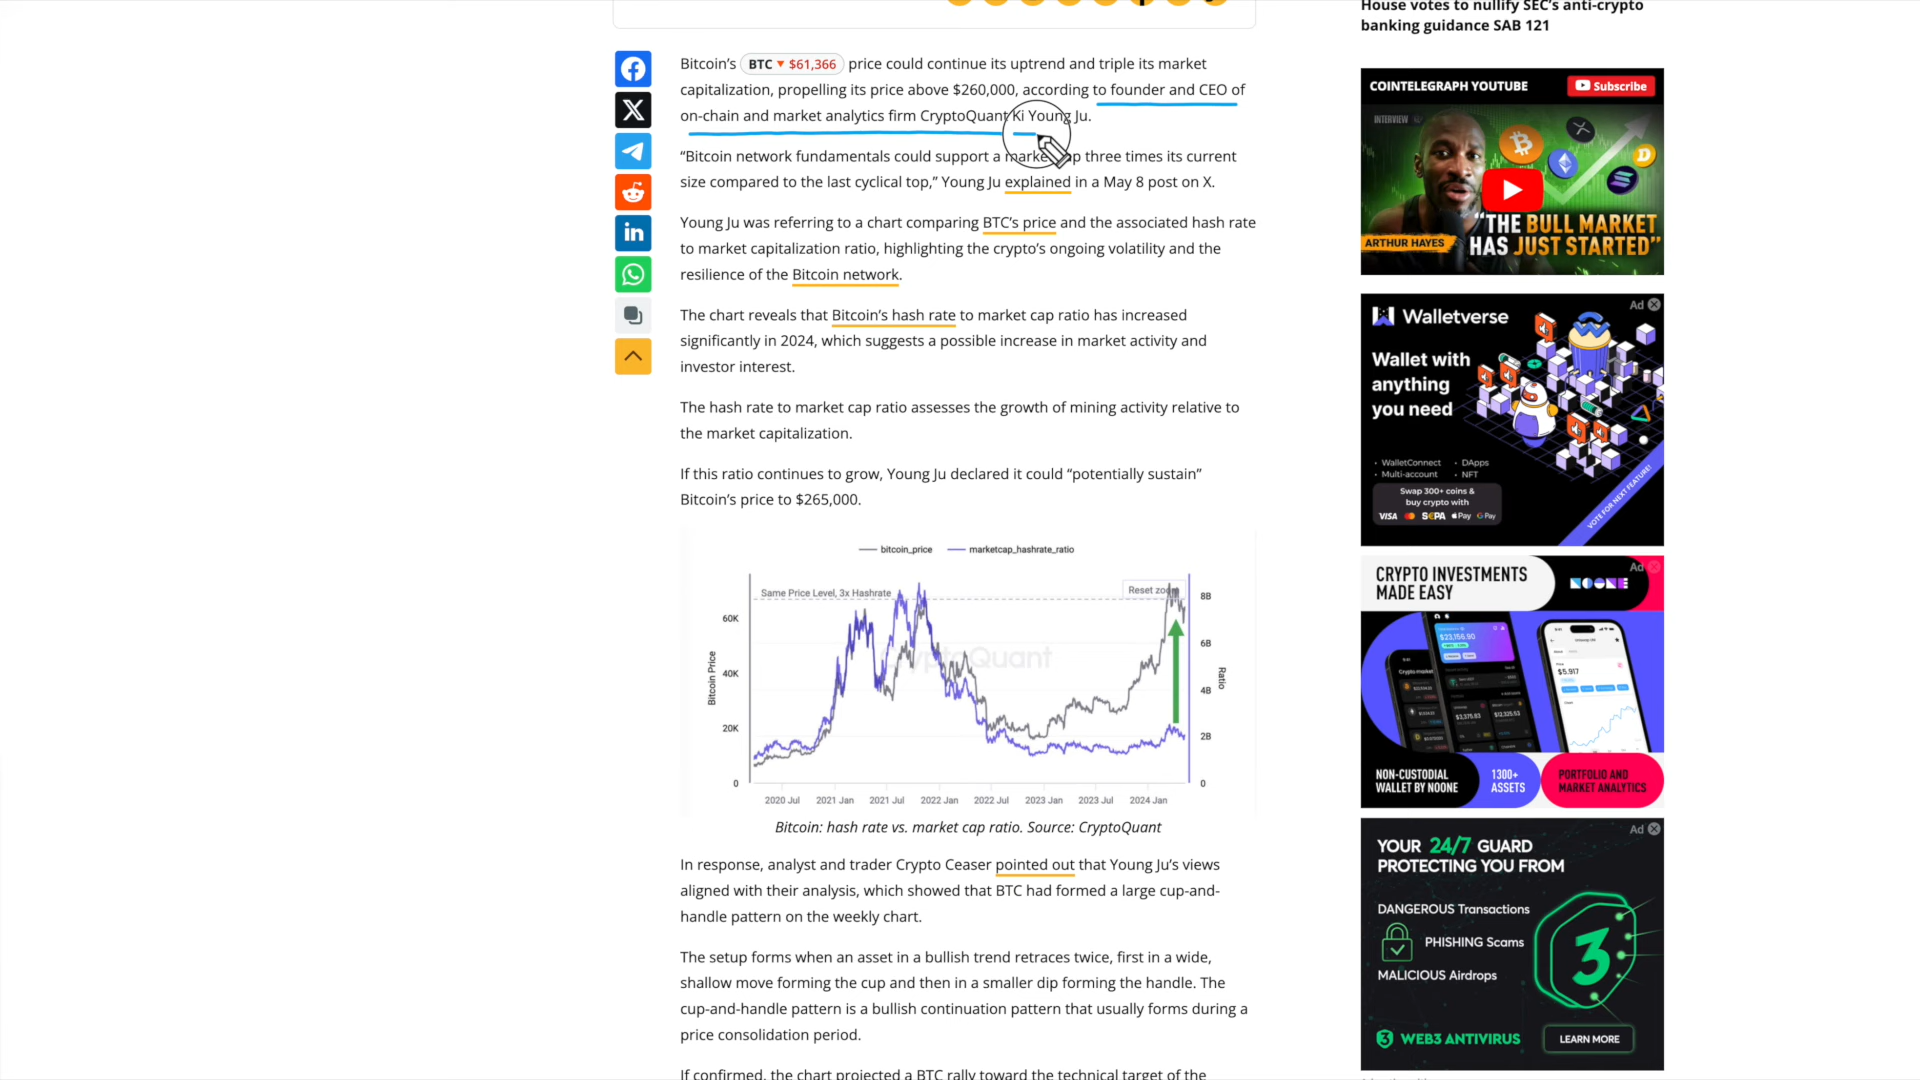 House votes to nullify SEC’s anti-crypto
banking guidance SAB 121
Bitcoin’s BTC ▼ $61,366 price could continue its uptrend and triple its market
capitalization, propelling its price above $260,000, according to founder and CEO of
on-chain and market analytics firm CryptoQuant Ki Young Ju.
“Bitcoin network fundamentals could support a market cap three times its current
size compared to the last cyclical top,” Young Ju explained in a May 8 post on X.
Young Ju was referring to a chart comparing BTC’s price and the associated hash rate
to market capitalization ratio, highlighting the crypto’s ongoing volatility and the
resilience of the Bitcoin network.
The chart reveals that Bitcoin’s hash rate to market cap ratio has increased
significantly in 2024, which suggests a possible increase in market activity and
investor interest.
The hash rate to market cap ratio assesses the growth of mining activity relative to
the market capitalization.
If this ratio continues to grow, Young Ju declared it could “potentially sustain”
Bitcoin’s price to $265,000.
bitcoin_price marketcap_hashrate_ratio
Same Price Level, 3x Hashrate
Reset zoom
60K
40K
20K
0
Bitcoin Price
8B
6B
4B
2B
0
Ratio
CryptoQuant
2020 Jul 2021 Jan 2021 Jul 2022 Jan 2022 Jul 2023 Jan 2023 Jul 2024 Jan
Bitcoin: hash rate vs. market cap ratio. Source: CryptoQuant
In response, analyst and trader Crypto Ceaser pointed out that Young Ju’s views
aligned with their analysis, which showed that BTC had formed a large cup-and-
handle pattern on the weekly chart.
The setup forms when an asset in a bullish trend retraces twice, first in a wide,
shallow move forming the cup and then in a smaller dip forming the handle. The
cup-and-handle pattern is a bullish continuation pattern that usually forms during a
price consolidation period.
If confirmed, the chart projected a BTC rally toward the technical target of the
COINTELEGRAPH YOUTUBE
Subscribe
INTERVIEW
ARTHUR HAYES
“THE BULL MARKET
HAS JUST STARTED”
Ad
Walletverse
Wallet with
anything
you need
• WalletConnect • DApps
• Multi-account • NFT
Swap 300+ coins &
buy crypto with
VISA SEPA Pay G Pay
VOTE FOR NEXT FEATURE!
Ad
CRYPTO INVESTMENTS
MADE EASY
NOONE
$23,156.90
$5.917
$3,375.83
$12,325.53
NON-CUSTODIAL
WALLET BY NOONE
1300+
ASSETS
PORTFOLIO AND
MARKET ANALYTICS
Ad
YOUR 24/7 GUARD
PROTECTING YOU FROM
DANGEROUS Transactions
PHISHING Scams
MALICIOUS Airdrops
3
3 WEB3 ANTIVIRUS
LEARN MORE